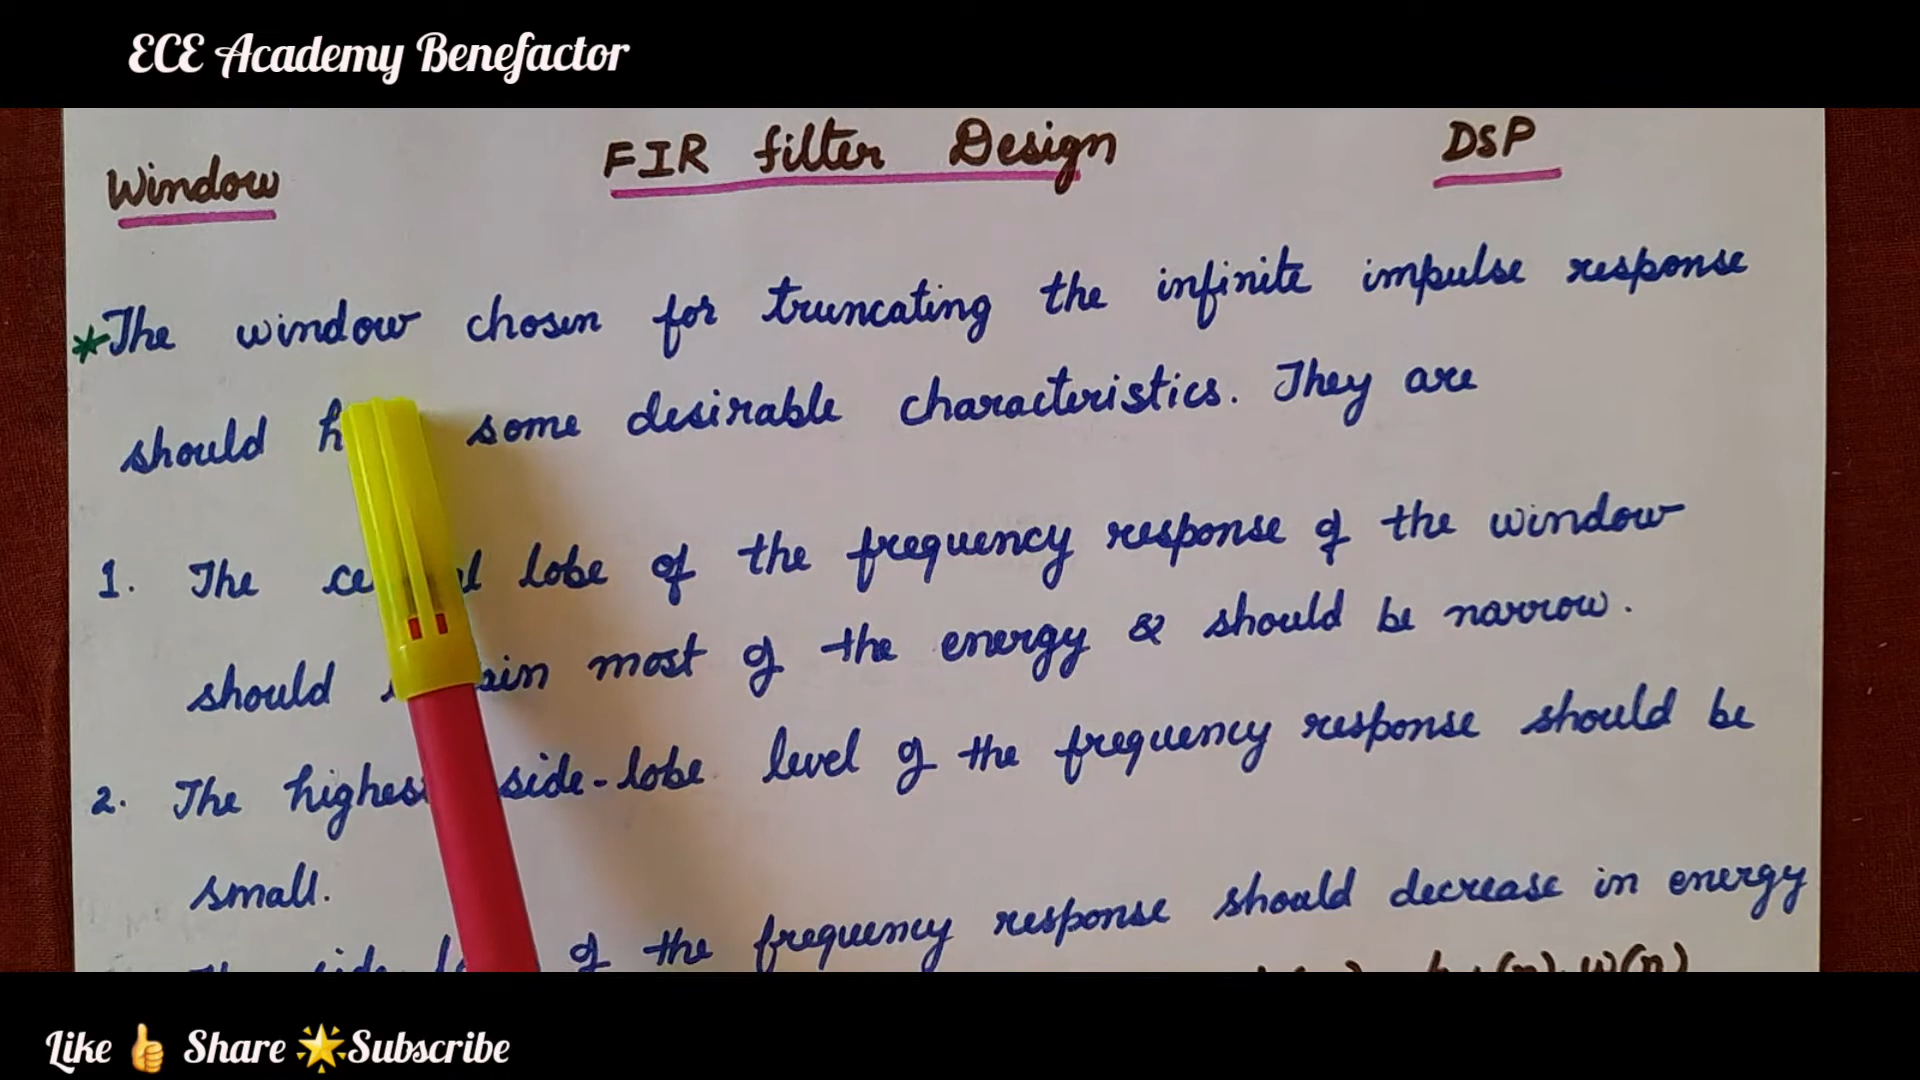 ECE Academy Benefactor
Window FIR filter Design DSP
*The window chosen for truncating the infinite impulse response
should some desirable characteristics. They are
1. The lobe of the frequency response of the window
should most of the energy & should be narrow.
2. The highest side-lobe level of the frequency response should be
small.
of the frequency response should decrease in energy
Like 👍 Share 🌟Subscribe